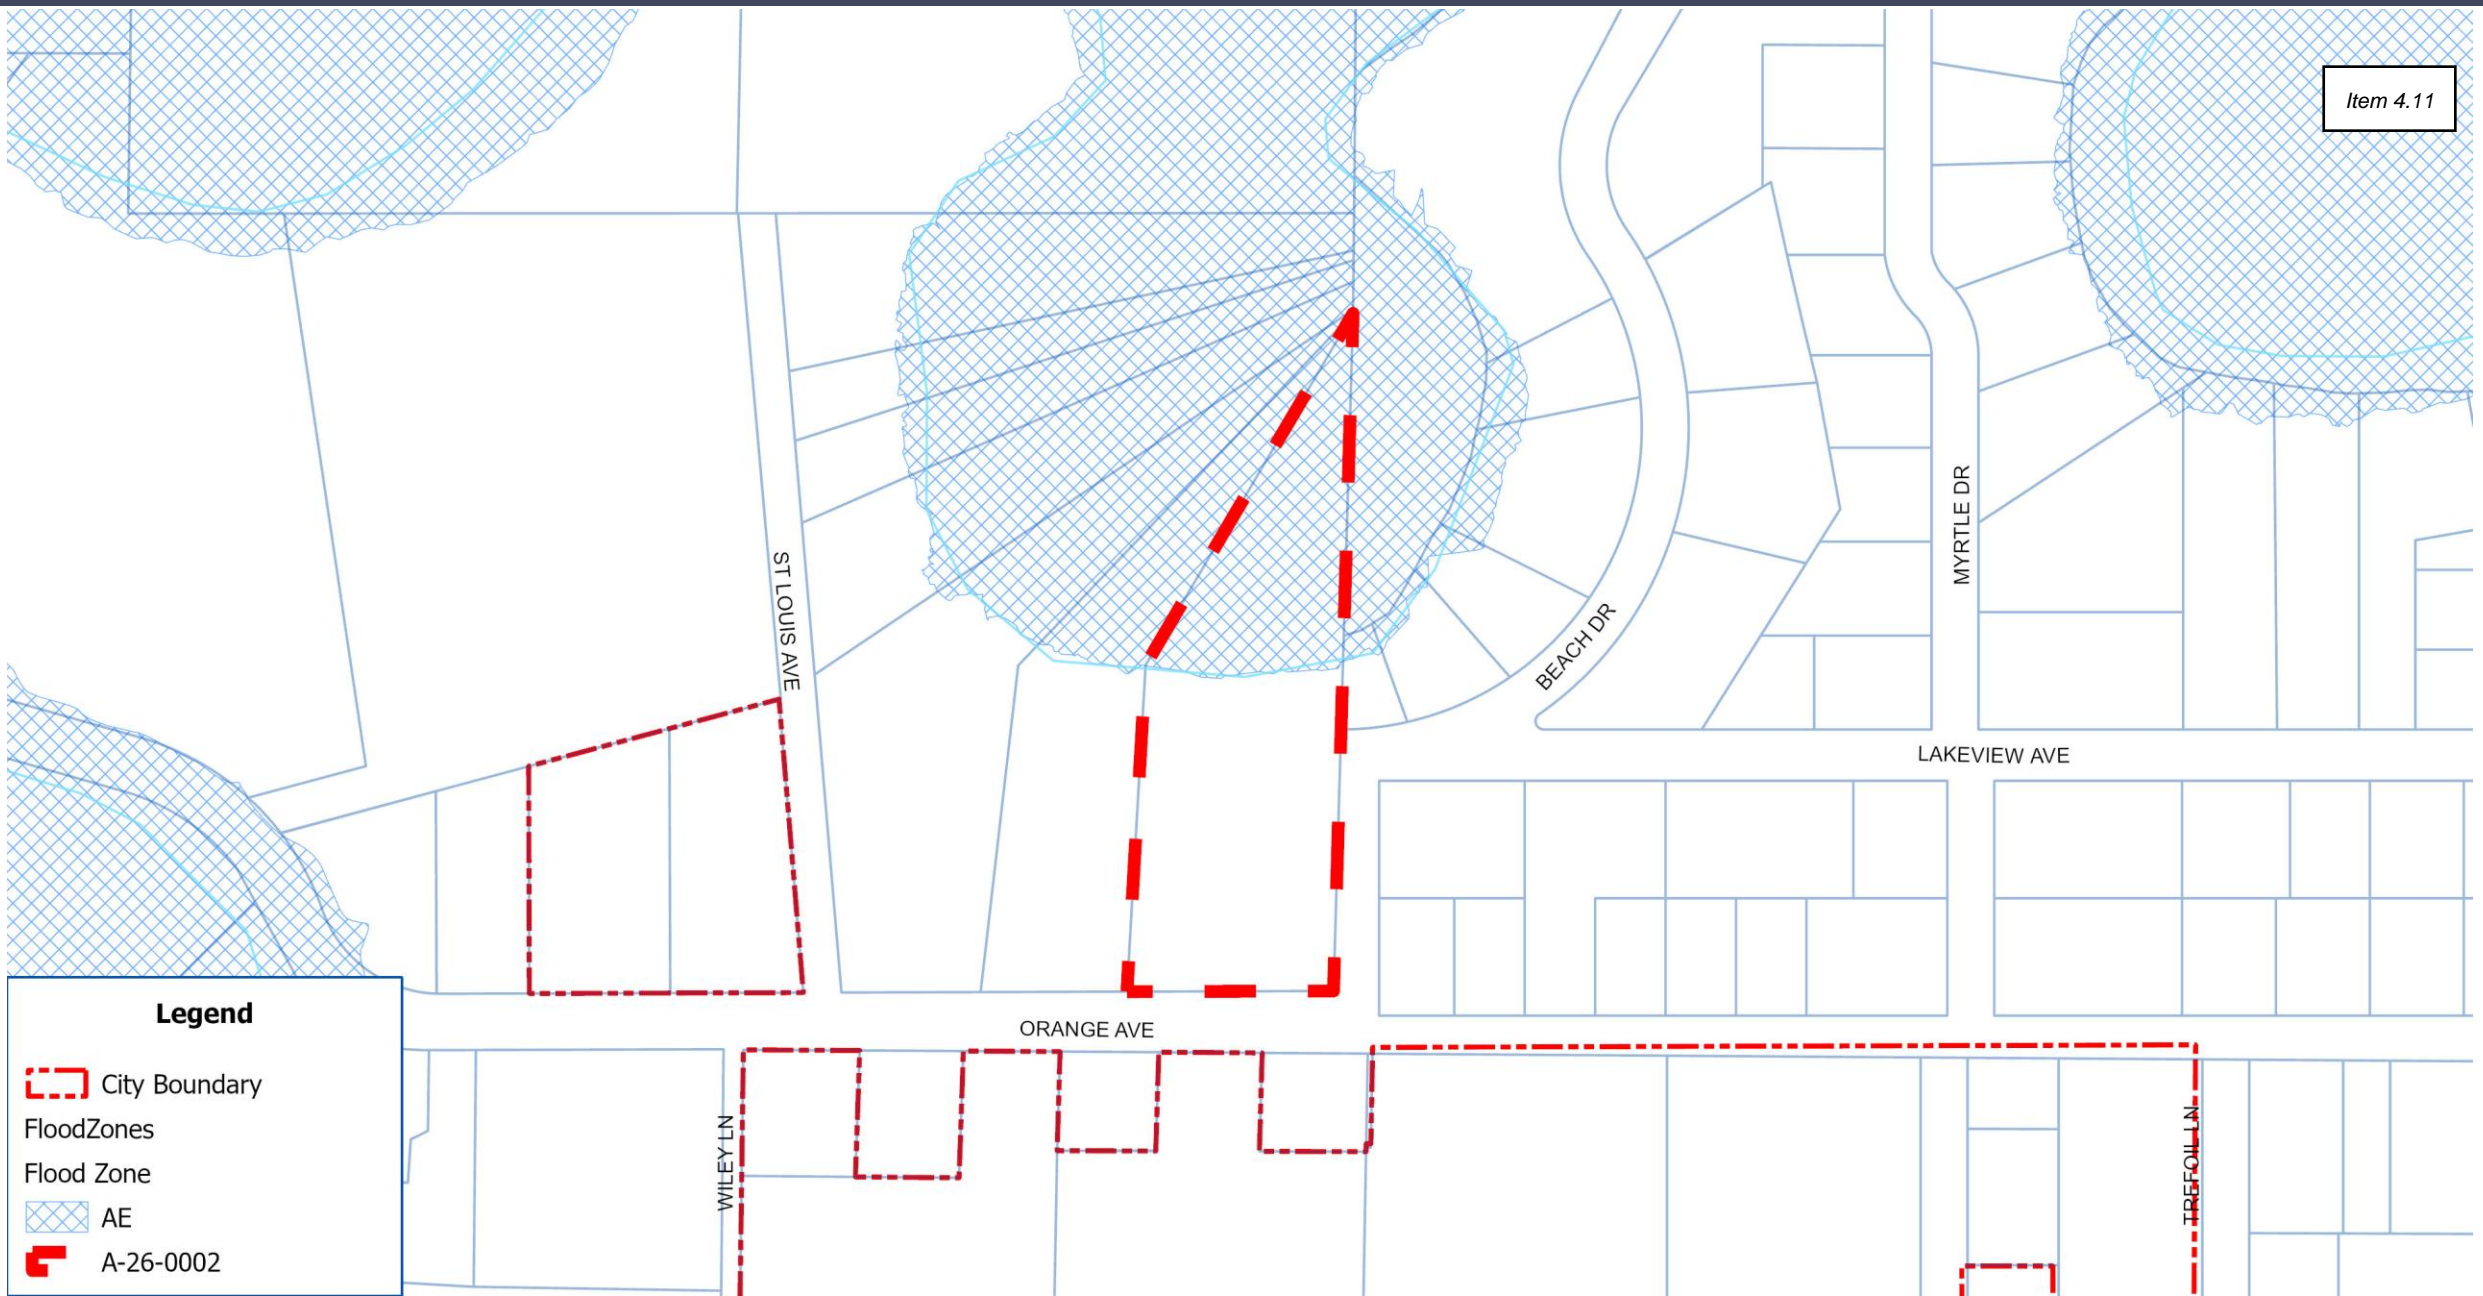 Item 4.11
MYRTLE DR
ST LOUIS AVE
BEACH DR
LAKEVIEW AVE
ORANGE AVE
WILEY LN
TREFOIL LN
Legend
City Boundary
FloodZones
Flood Zone
AE
A-26-0002